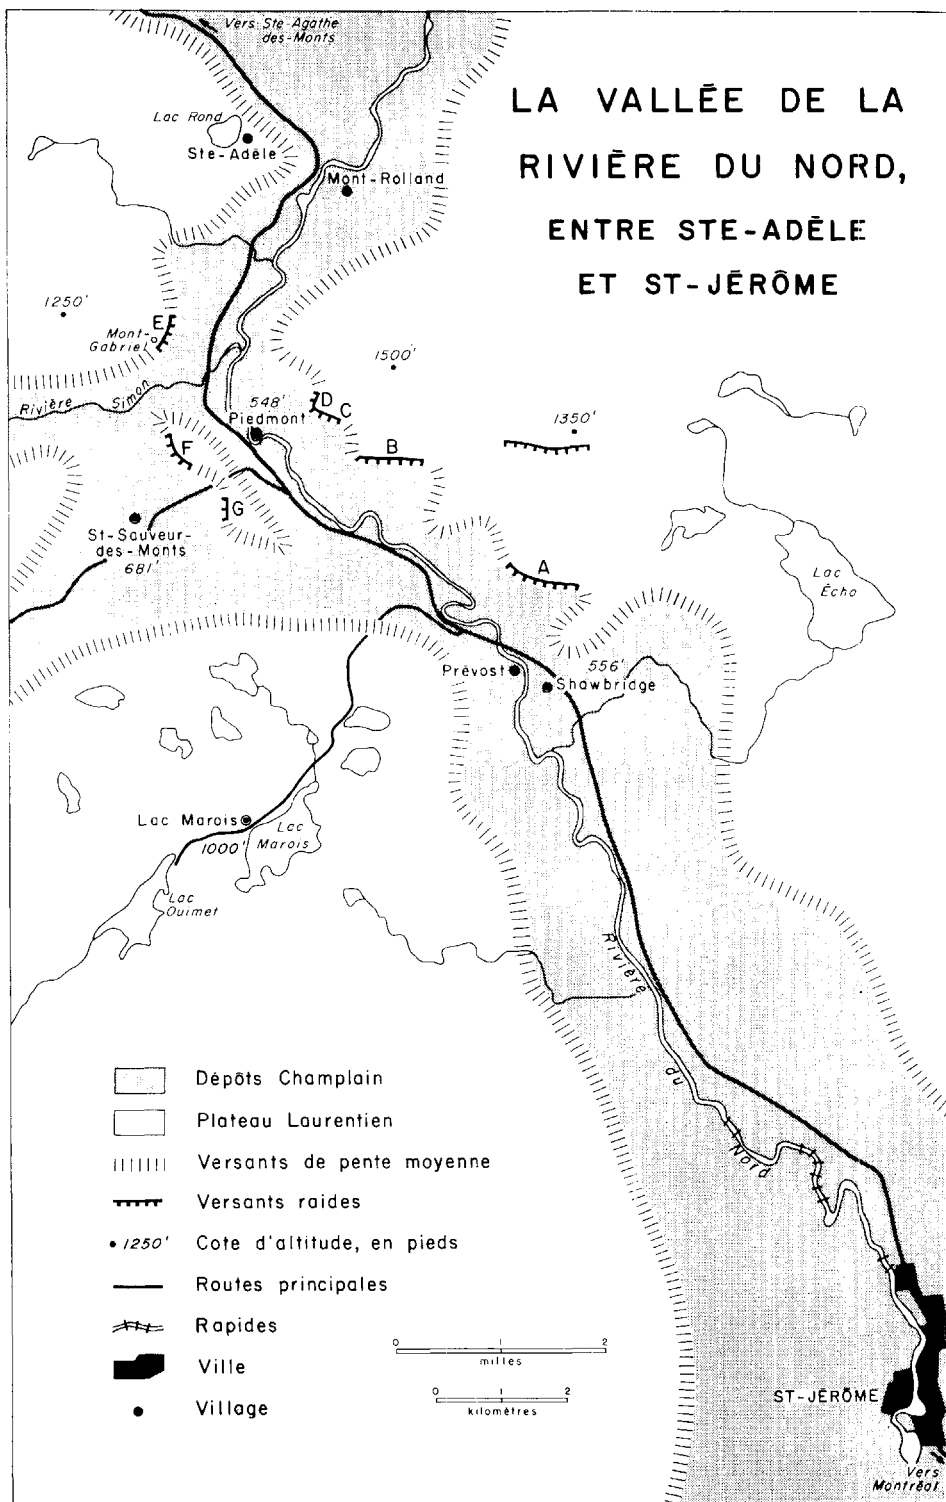 Vers Ste-Agathe
des-Monts
LA VALLÉE DE LA
RIVIÈRE DU NORD,
ENTRE STE-ADÈLE
ET ST-JÉRÔME
Lac Rond
Ste-Adèle
Mont-Rolland
1250'
E
Mont-
Gabriel
1500'
Rivière Simon
548'
Piedmont
D
C
1350'
F
B
G
St-Sauveur-
des-Monts
681'
A
Lac
Écho
Prévost
556'
Shawbridge
Lac Marois
1000'
Lac
Marois
Lac
Ouimet
Rivière
du
Nord
Dépôts Champlain
Plateau Laurentien
Versants de pente moyenne
Versants raides
1250' Cote d'altitude, en pieds
Routes principales
Rapides
Ville
Village
0 1 2
milles
0 1 2
kilomètres
ST-JÉRÔME
Vers
Montréal